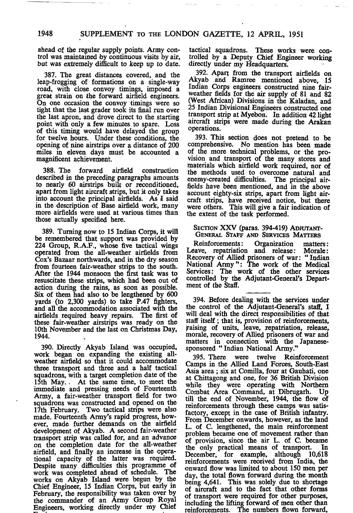 1948 SUPPLEMENT TO THE LONDON GAZETTE, 12 APRIL, 1951
ahead of the regular supply points. Army con-
trol was maintained by continuous visits by air,
but was extremely difficult to keep up to date.
387. The great distances covered, and the
leap-frogging of formations on a single-way
road, with close convoy timings, imposed a
great strain on the forward airfield engineers.
On one occasion the convoy timings were so
tight that the last grader took its final run over
the last apron, and drove direct to the starting
point with only a few minutes to spare. Loss
of this timing would have delayed the group
for twelve hours. Under these conditions, the
opening of nine airstrips over a distance of 200
miles in eleven days must be accounted a
magnificent achievement.
388. The forward airfield construction
described in the preceding paragraphs amounts
to nearly 60 airstrips built or reconditioned,
apart from light aircraft strips, but it only takes
into account the principal airfields. As I said
in the description of Base airfield work, many
more airfields were used at various times than
those actually specified here.
389. Turning now to 15 Indian Corps, it will
be remembered that support was provided by
224 Group, R.A.F., whose five tactical wings
operated from the all-weather airfields from
Cox's Bazaar northwards, and in the dry season
from fourteen fair-weather strips to the south.
After the 1944 monsoon the first task was to
resuscitate these strips, which had been out of
action during the rains, as soon as possible.
Six of them had also to be lengthened by 600
yards (to 2,000 yards) to take P.47 fighters,
and all the accommodation associated with the
airfields required heavy repairs. The first of
these fair-weather airstrips was ready on the
10th November and the last on Christmas Day,
1944.
390. Directly Akyab Island was occupied,
work began on expanding the existing all-
weather airfield so that it could accommodate
three transport and three and a half tactical
squadrons, with a target completion date of the
15th May. At the same time, to meet the
immediate and pressing needs of Fourteenth
Army, a fair-weather transport field for two
squadrons was constructed and opened on the
17th February. Two tactical strips were also
made. Fourteenth Army's rapid progress, how-
ever, made further demands on the airfield
development of Akyab. A second fair-weather
transport strip was called for, and an advance
on the completion date for the all-weather
airfield, and finally an increase in the opera-
tional capacity of the latter was required.
Despite many difficulties this programme of
work was completed ahead of schedule. The
works on Akyab Island were begun by the
Chief Engineer, 15 Indian Corps, but early in
February, the responsibility was taken over by
the commander of an Army Group Royal
Engineers, working directly under my Chief
tactical squadrons. These works were con-
trolled by a Deputy Chief Engineer working
directly under my Headquarters.
392. Apart from the transport airfields on
Akyab and Ramree mentioned above, 15
Indian Corps engineers constructed nine fair-
weather fields for the air supply of 81 and 82
(West African) Divisions in the Kaladan, and
25 Indian Divisional Engineers constructed one
transport strip at Myebon. In addition 42 light
aircraft strips were made during the Arakan
operations.
393. This section does not pretend to be
comprehensive. No mention has been made
of the more technical problems, or the pro-
vision and transport of the many stores and
materials which airfield work required, nor of
the methods used to overcome natural and
enemy-created difficulties. The principal air-
fields have been mentioned, and in the above
account eighty-six strips, apart from light air-
craft strips, have received notice, but there
were others. This will give a fair indication of
the extent of the task performed.
SECTION XXV (paras. 394-419) ADJUTANT-
GENERAL STAFF AND SERVICES MATTERS
Reinforcements: Organization matters:
Leave, repatriation and release: Morale:
Recovery of Allied prisoners of war: "Indian
National Army": The work of the Medical
Services: The work of the other services
controlled by the Adjutant-General's Depart-
ment of the Staff.
394. Before dealing with the services under
the control of the Adjutant-General's staff, I
will deal with the direct responsibilities of that
staff itself; that is, provision of reinforcements,
raising of units, leave, repatriation, release,
morale, recovery of Allied prisoners of war and
matters in connection with the Japanese-
sponsored "Indian National Army."
395. There were twelve Reinforcement
Camps in the Allied Land Forces, South-East
Asia area; six at Comilla, four at Gauhati, one
at Chittagong and one, for 36 British Division
while they were operating with Northern
Combat Area Command, at Dibrugarh. Up
till the end of November, 1944, the flow of
reinforcements through these camps was satis-
factory, except in the case of British infantry.
From December onwards, however, as the land
L. of C. lengthened, the main reinforcement
problem became one of movement rather than
of provision, since the air L. of C. became
the only practical means of transport. In
December, for example, although 10,618
reinforcements were received from India, the
onward flow was limited to about 150 men per
day, the total flown forward during the month
being 4,641. This was solely due to shortage
of aircraft and to the fact that other forms
of transport were required for other purposes,
including the lifting forward of men other than
reinforcements. The numbers flown forward,